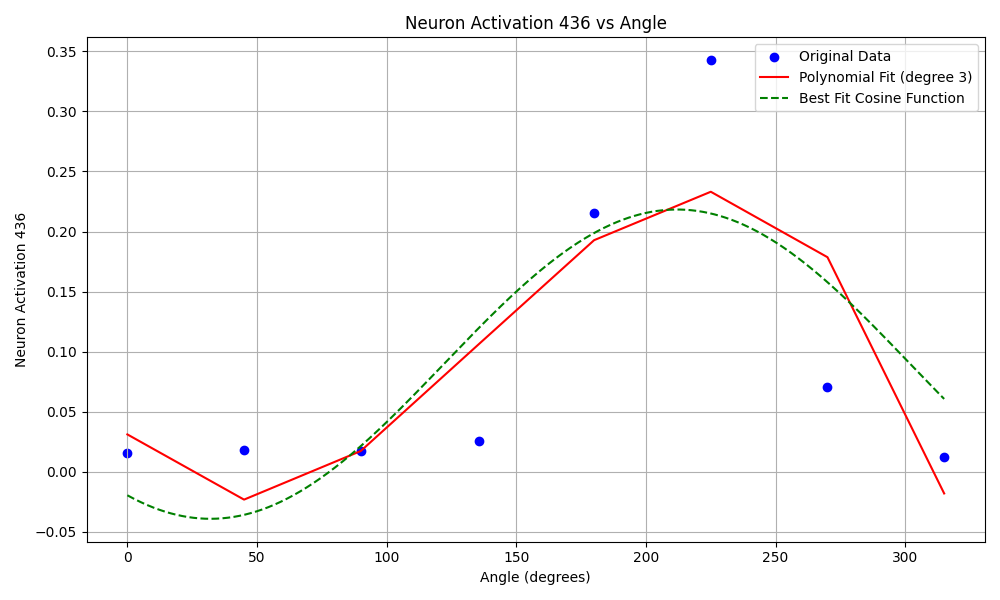 Neuron Activation 436 vs Angle
Original Data
Polynomial Fit (degree 3)
Best Fit Cosine Function
Neuron Activation 436
0.35
0.30
0.25
0.20
0.15
0.10
0.05
0.00
−0.05
0 50 100 150 200 250 300
Angle (degrees)